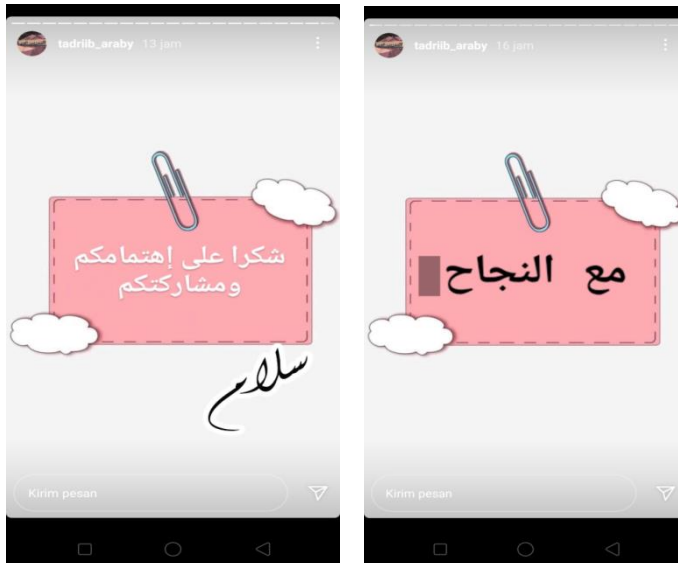 tadriib_araby 13 jam
شكرا على إهتمامكم
ومشاركتكم
سلام
Kirim pesan
tadriib_araby 16 jam
مع النجاح
Kirim pesan